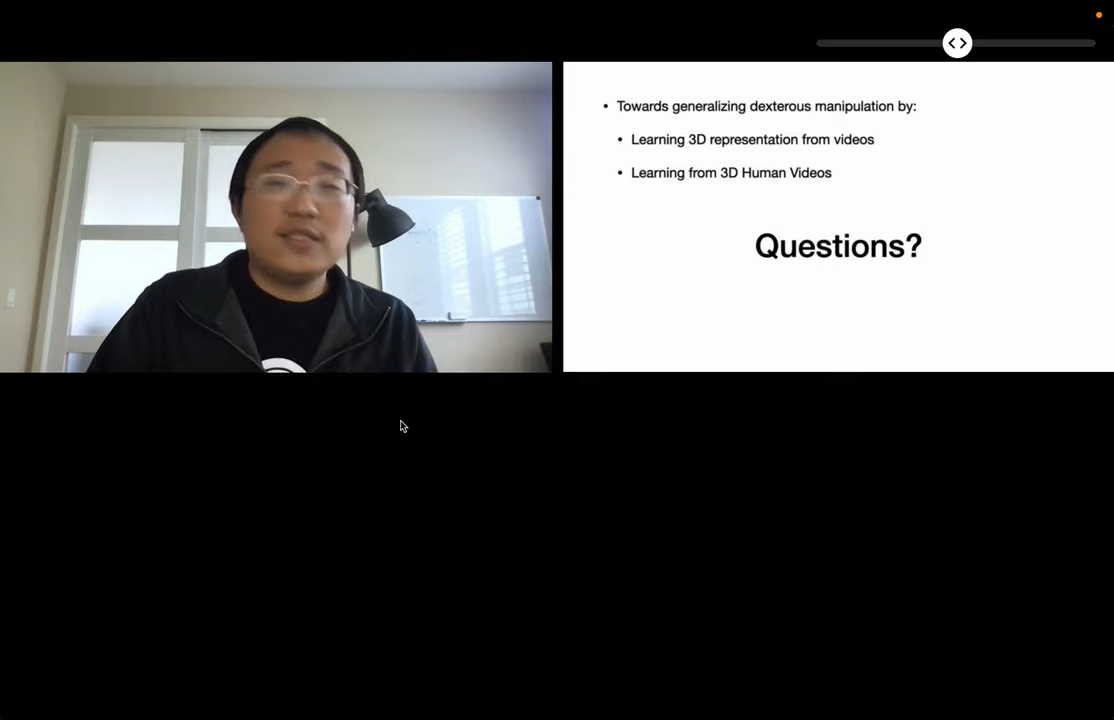 • Towards generalizing dexterous manipulation by:
• Learning 3D representation from videos
• Learning from 3D Human Videos
Questions?